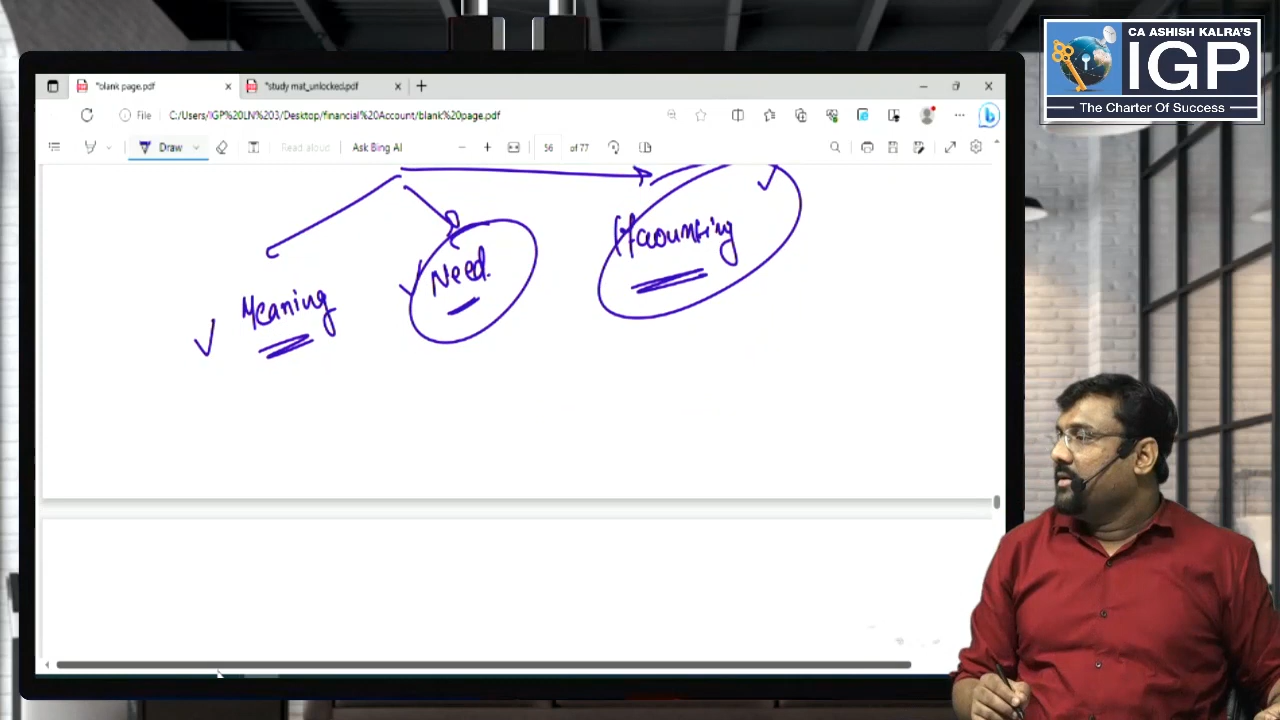 CA ASHISH KALRA'S
IGP
The Charter Of Success
*blank page.pdf
*study mat_unlocked.pdf
File
C:/Users/IGP%20LN%203/Desktop/financial%20Account/blank%20page.pdf
Draw
Read aloud
Ask Bing AI
56
of 77
Accounting
Need.
Meaning